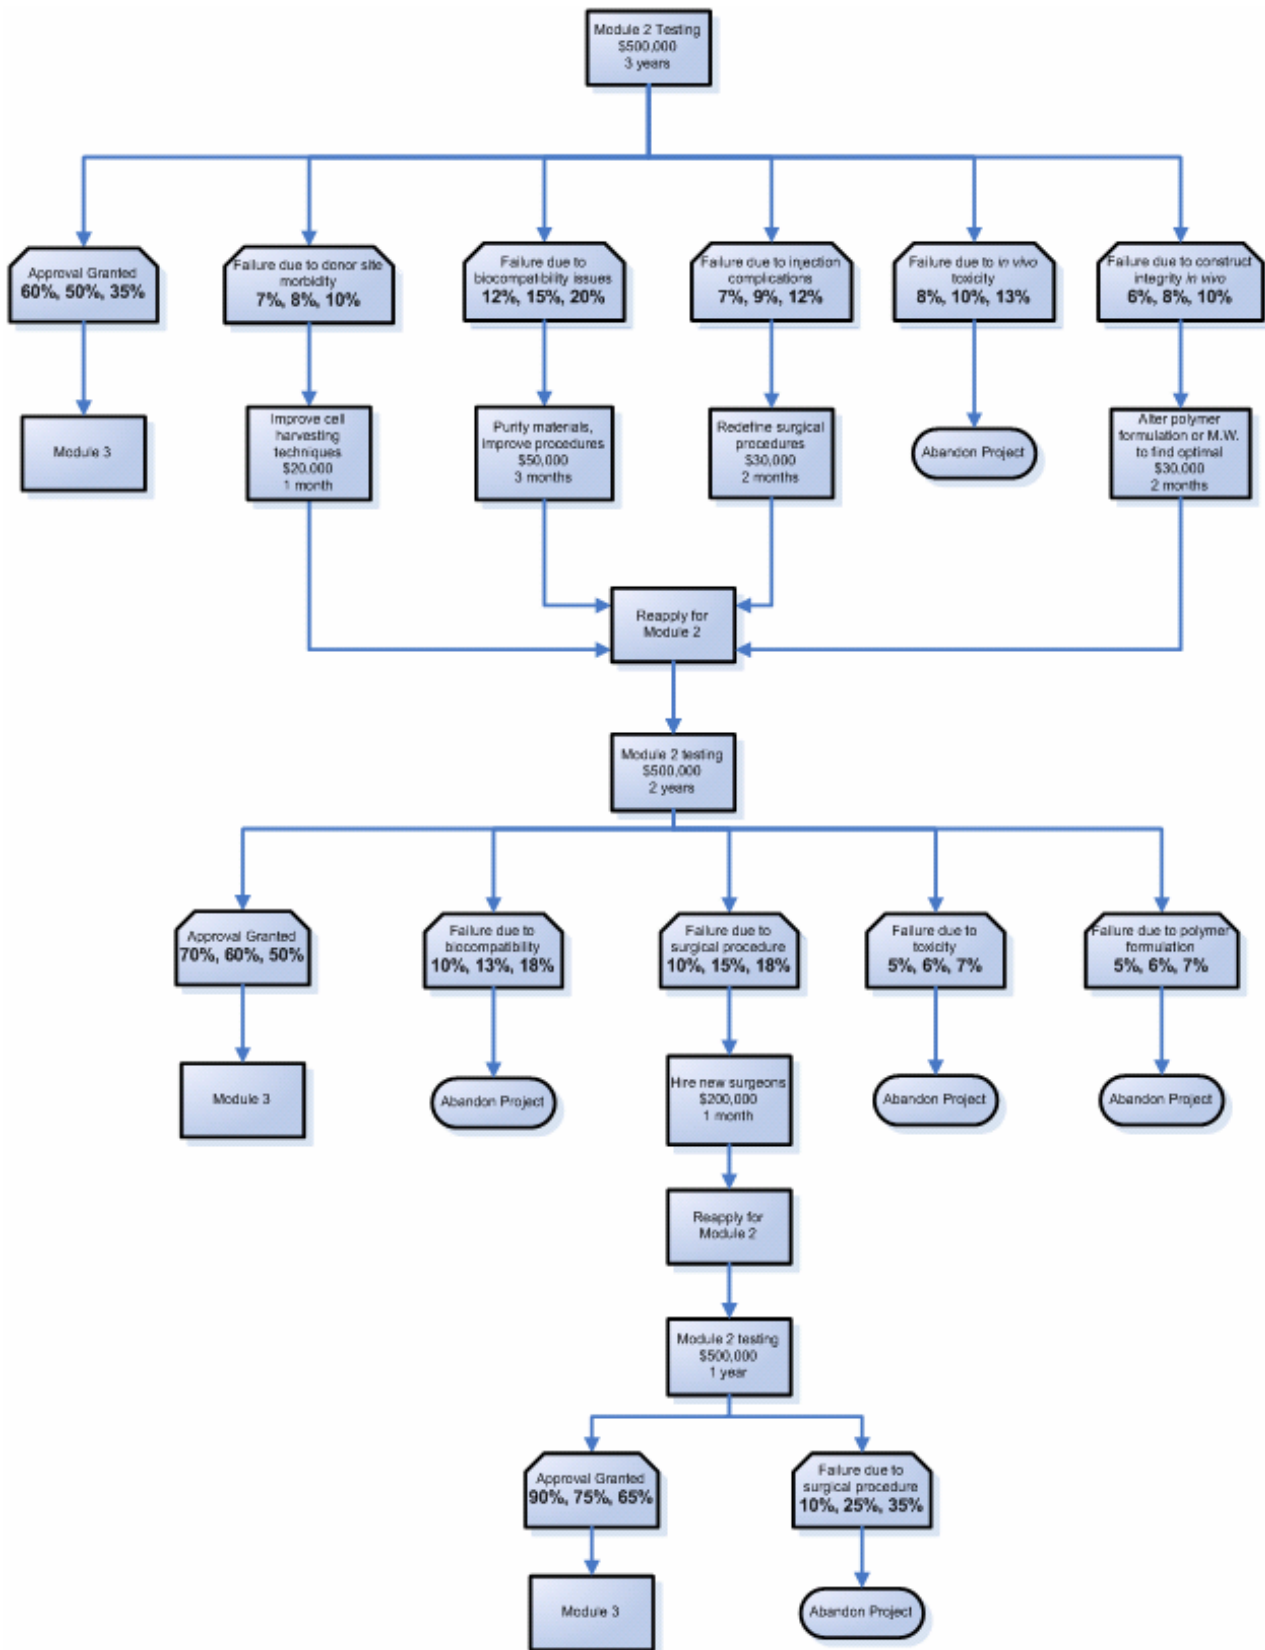 Module 2 Testing
$500,000
3 years
Approval Granted
60%, 50%, 35%
Failure due to donor site
morbidity
7%, 8%, 10%
Failure due to
biocompatibility issues
12%, 15%, 20%
Failure due to injection
complications
7%, 9%, 12%
Failure due to in vivo
toxicity
8%, 10%, 13%
Failure due to construct
integrity in vivo
6%, 8%, 10%
Module 3
Improve cell
harvesting
techniques
$20,000
1 month
Purify materials,
improve procedures
$50,000
3 months
Redefine surgical
procedures
$30,000
2 months
Abandon Project
Alter polymer
formulation or M.W.
to find optimal
$30,000
2 months
Reapply for
Module 2
Module 2 testing
$500,000
2 years
Approval Granted
70%, 60%, 50%
Failure due to
biocompatibility
10%, 13%, 18%
Failure due to
surgical procedure
10%, 15%, 18%
Failure due to
toxicity
5%, 6%, 7%
Failure due to polymer
formulation
5%, 6%, 7%
Module 3
Abandon Project
Hire new surgeons
$200,000
1 month
Abandon Project
Abandon Project
Reapply for
Module 2
Module 2 testing
$500,000
1 year
Approval Granted
90%, 75%, 65%
Failure due to
surgical procedure
10%, 25%, 35%
Module 3
Abandon Project